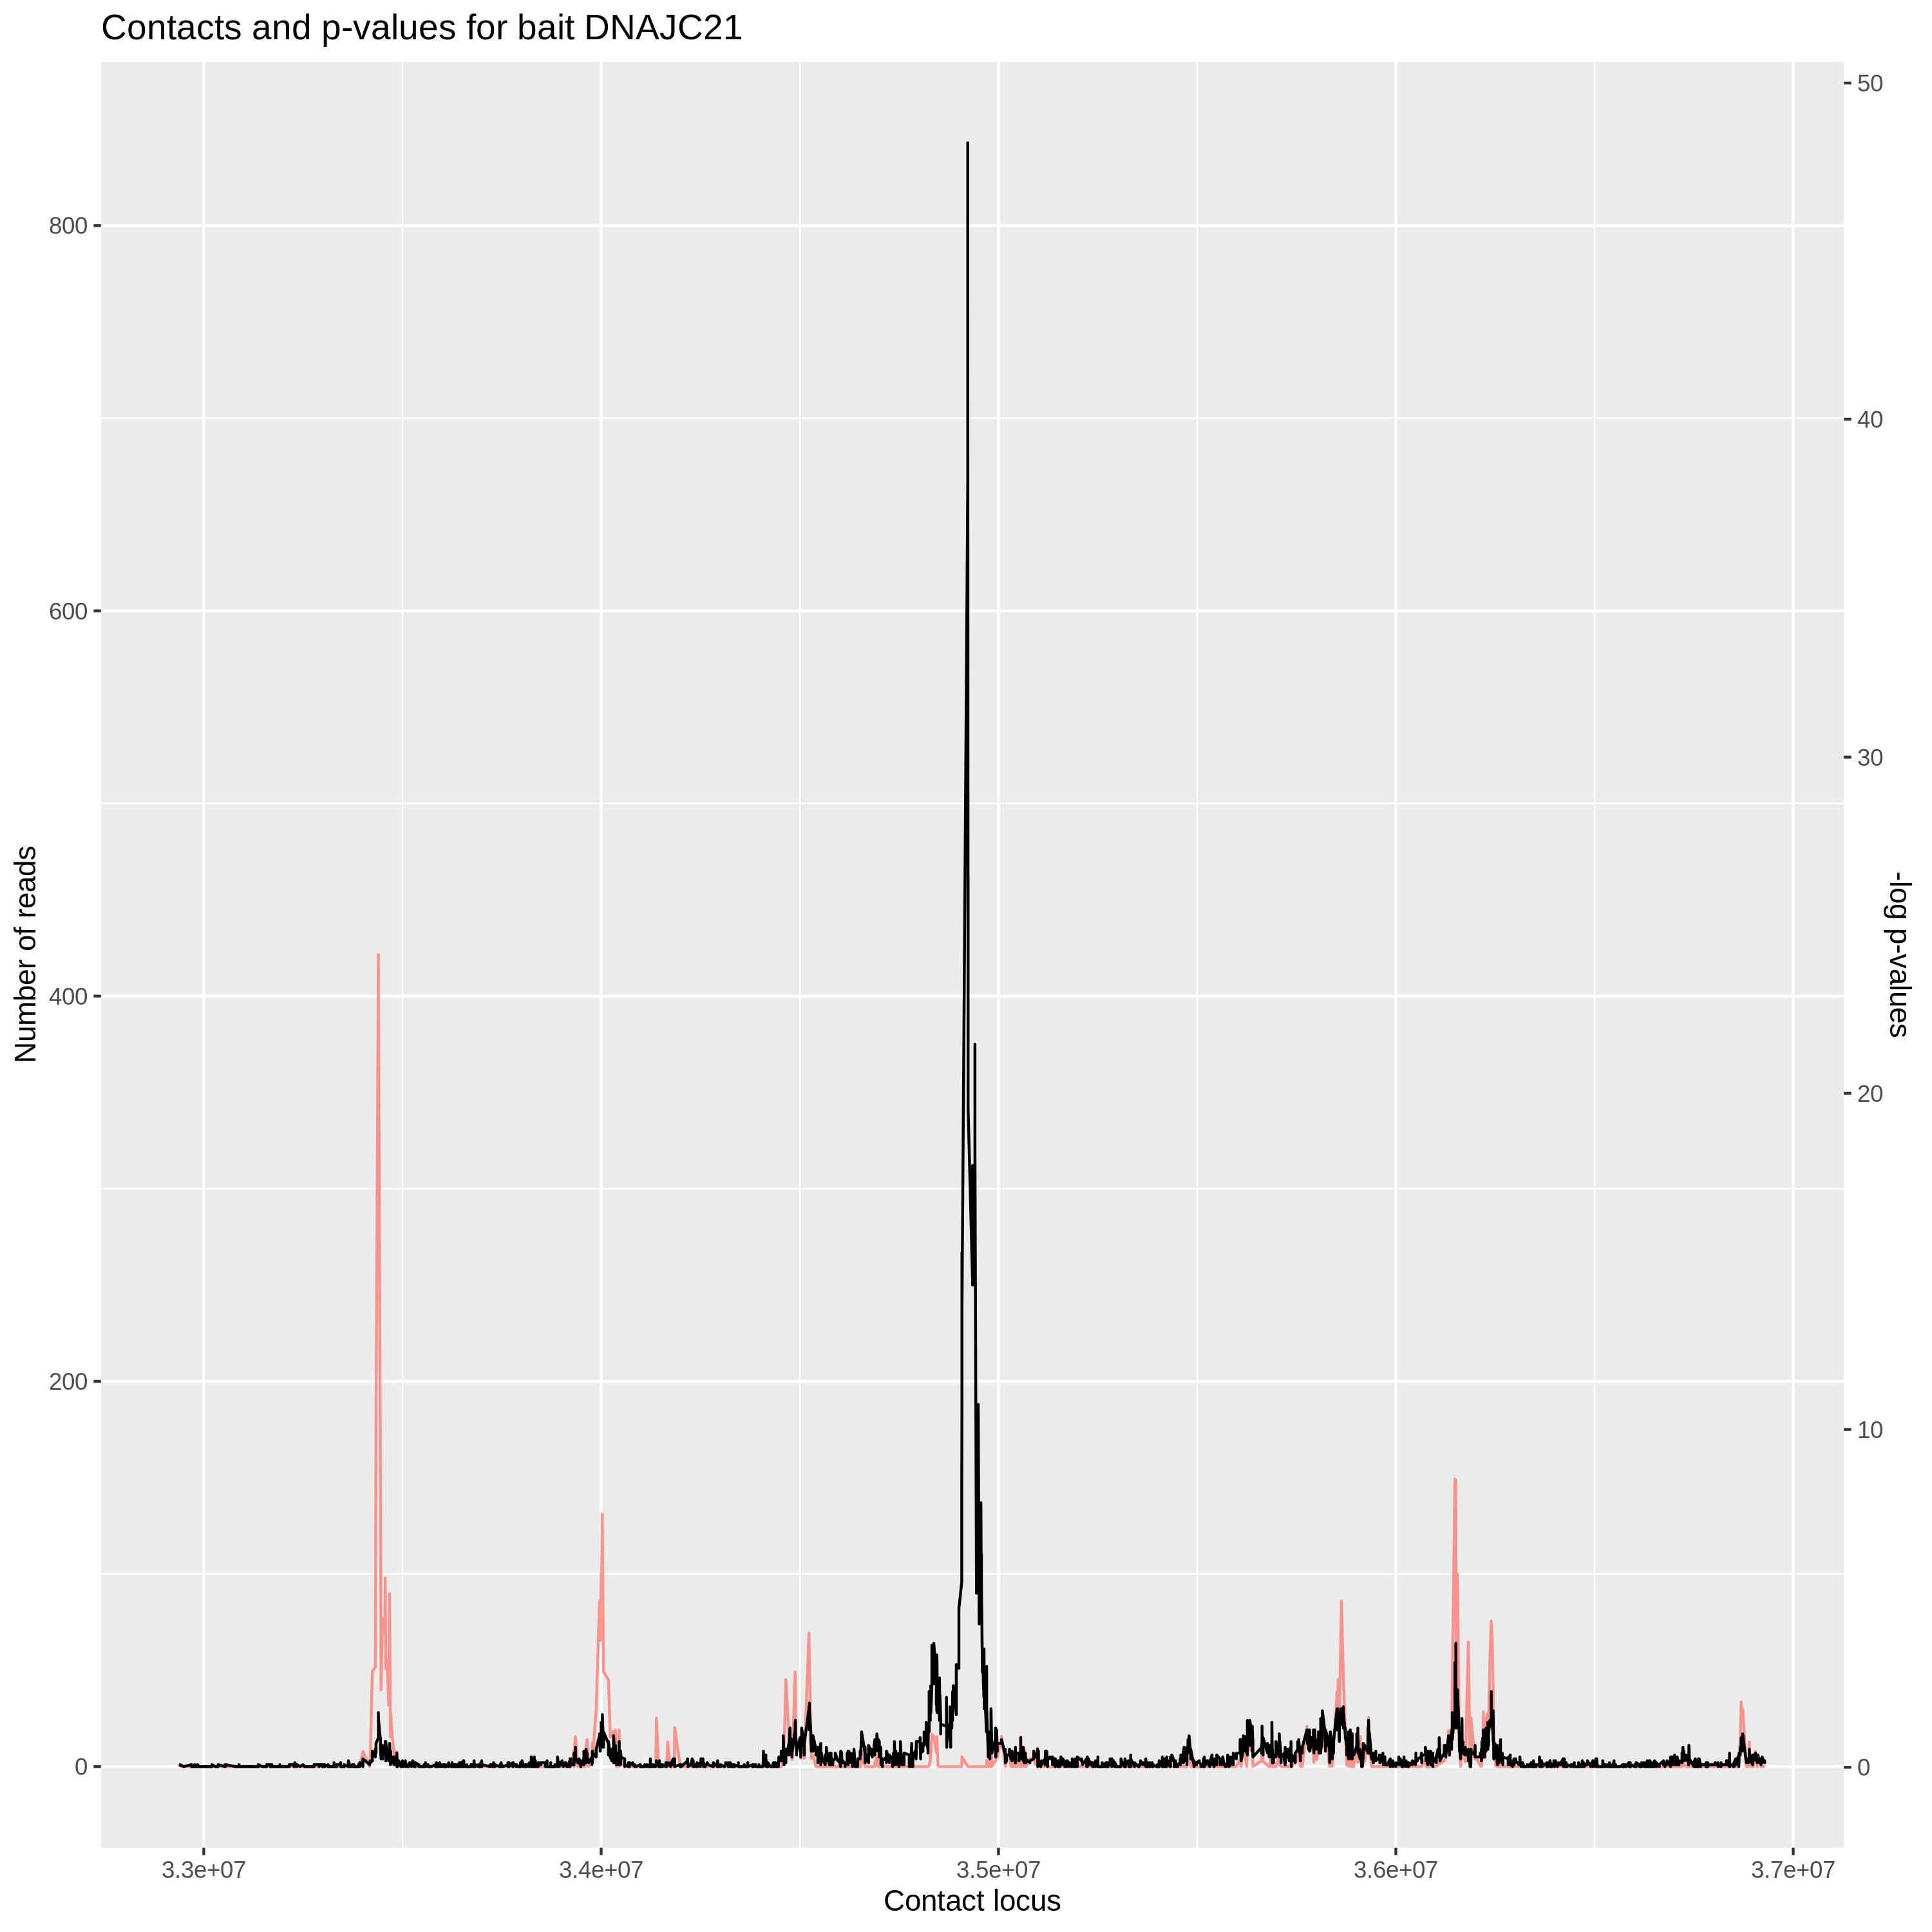 Contacts and p-values for bait DNAJC21
50
40
30
20
10
0
800
600
400
200
0
Number of reads
-log p-values
3.3e+07 3.4e+07 3.5e+07 3.6e+07 3.7e+07
Contact locus